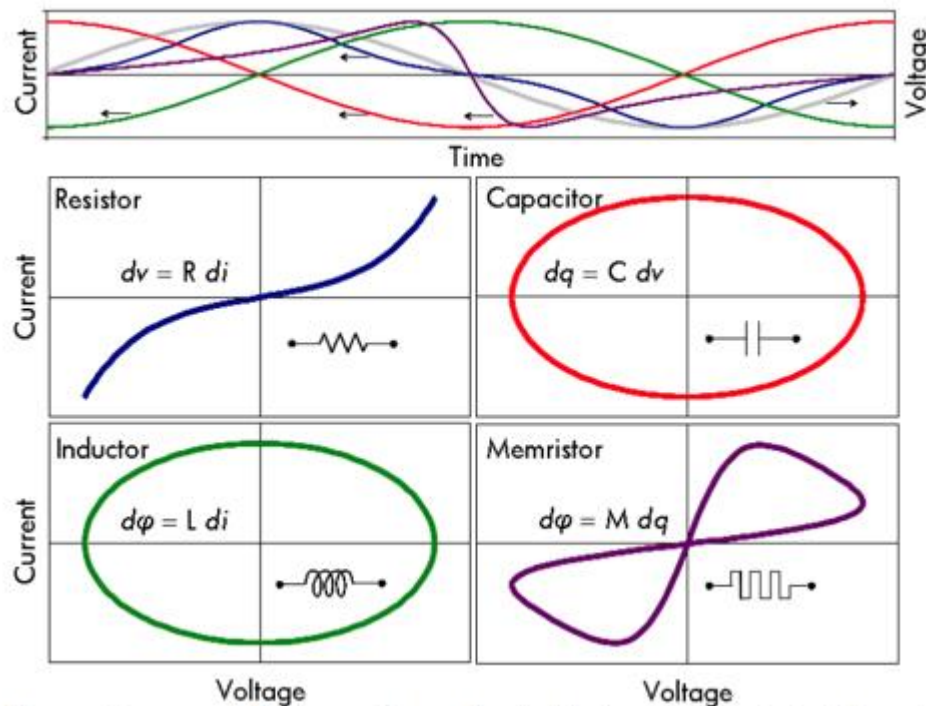 Current
Voltage
Time
Resistor
dv = R di
Current
Capacitor
dq = C dv
Inductor
dφ = L di
Current
Memristor
dφ = M dq
Voltage
Voltage